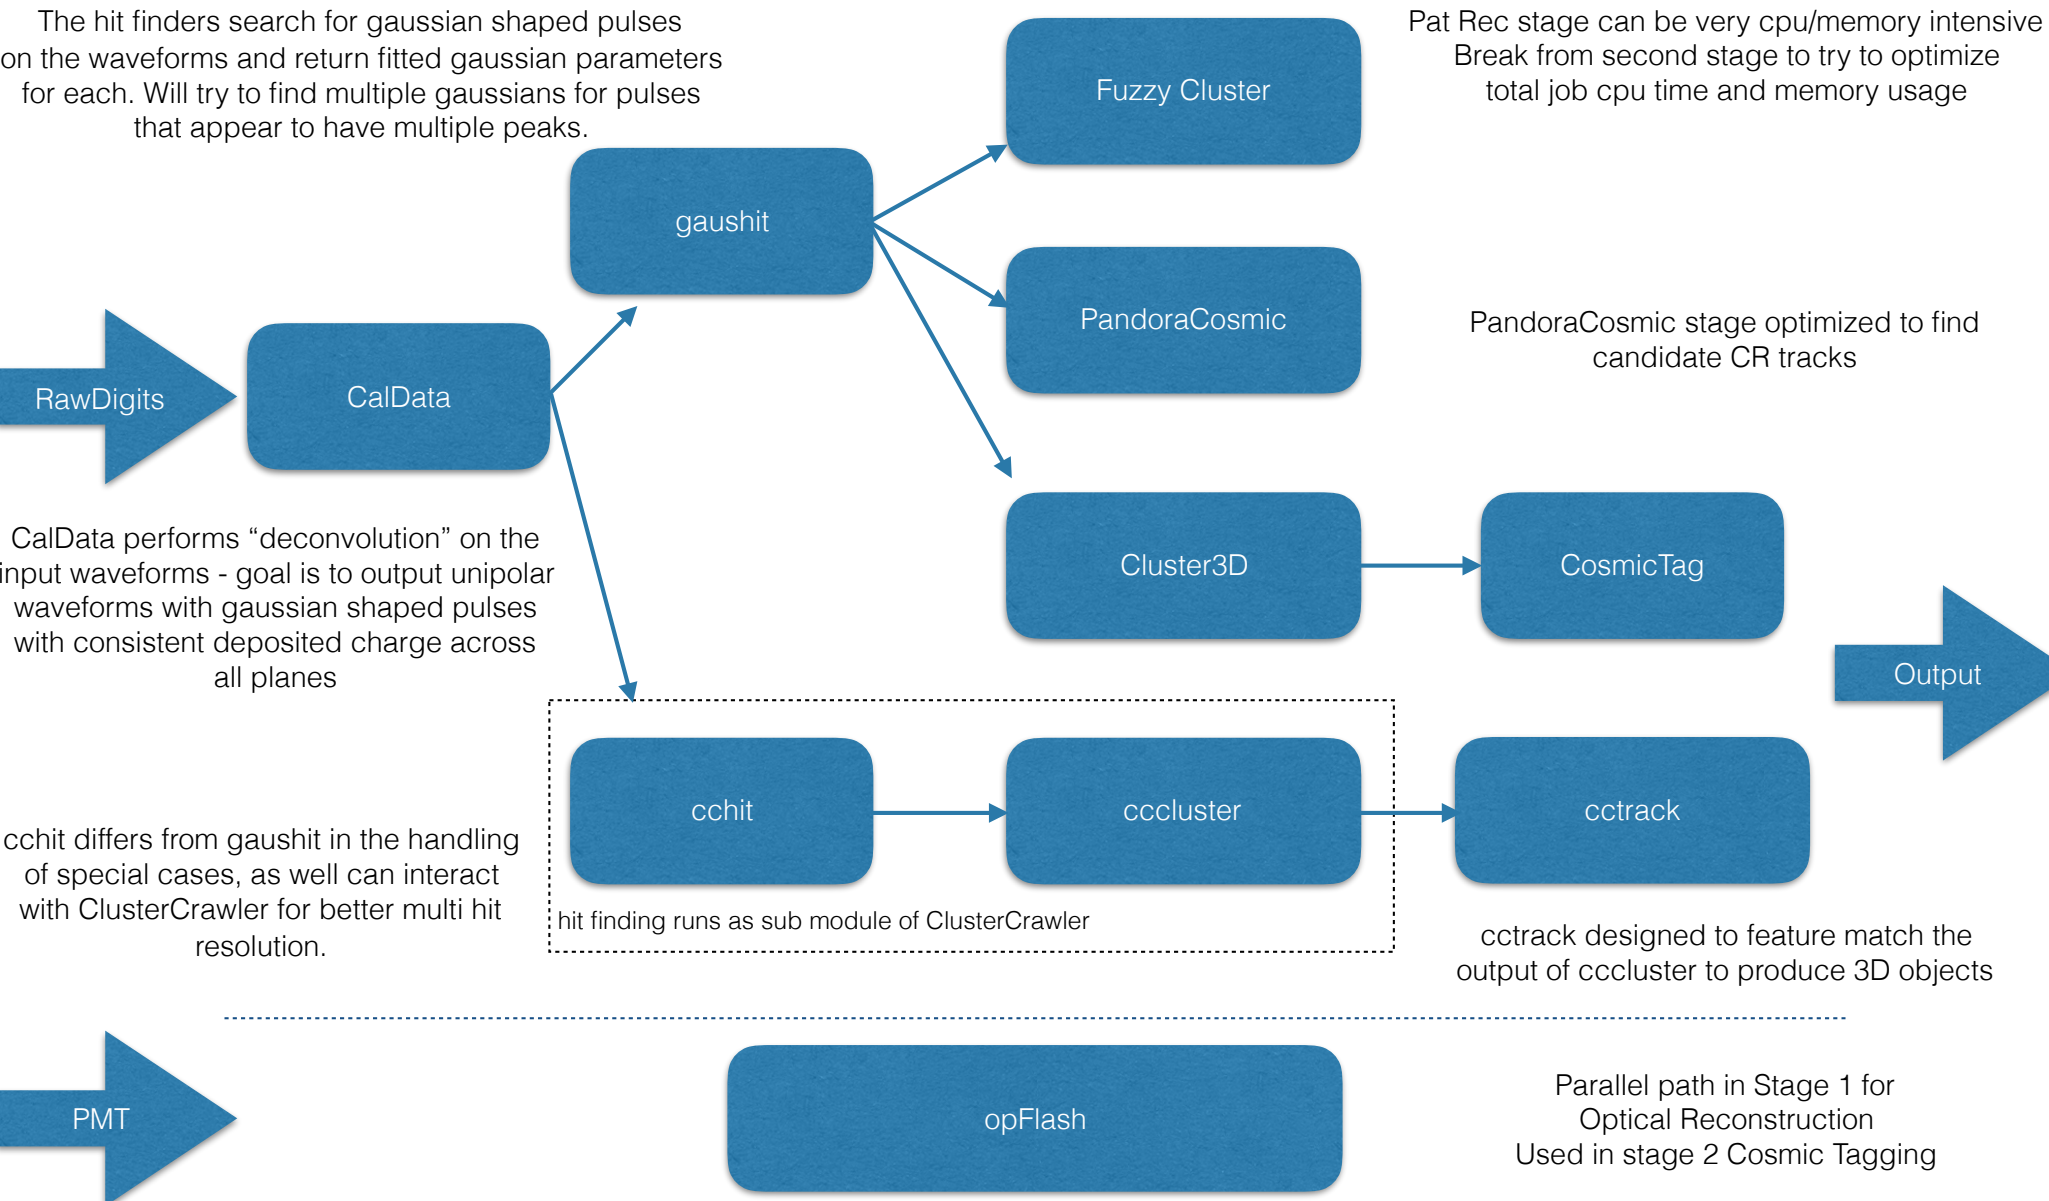 The hit finders search for gaussian shaped pulses
on the waveforms and return fitted gaussian parameters
for each. Will try to find multiple gaussians for pulses
that appear to have multiple peaks.
Fuzzy Cluster
Pat Rec stage can be very cpu/memory intensive
Break from second stage to try to optimize
total job cpu time and memory usage
gaushit
PandoraCosmic
PandoraCosmic stage optimized to find
candidate CR tracks
RawDigits
CalData
CalData performs “deconvolution” on the
input waveforms - goal is to output unipolar
waveforms with gaussian shaped pulses
with consistent deposited charge across
all planes
Cluster3D
CosmicTag
Output
cchit
cccluster
cctrack
cchit differs from gaushit in the handling
of special cases, as well can interact
with ClusterCrawler for better multi hit
resolution.
hit finding runs as sub module of ClusterCrawler
cctrack designed to feature match the
output of cccluster to produce 3D objects
PMT
opFlash
Parallel path in Stage 1 for
Optical Reconstruction
Used in stage 2 Cosmic Tagging